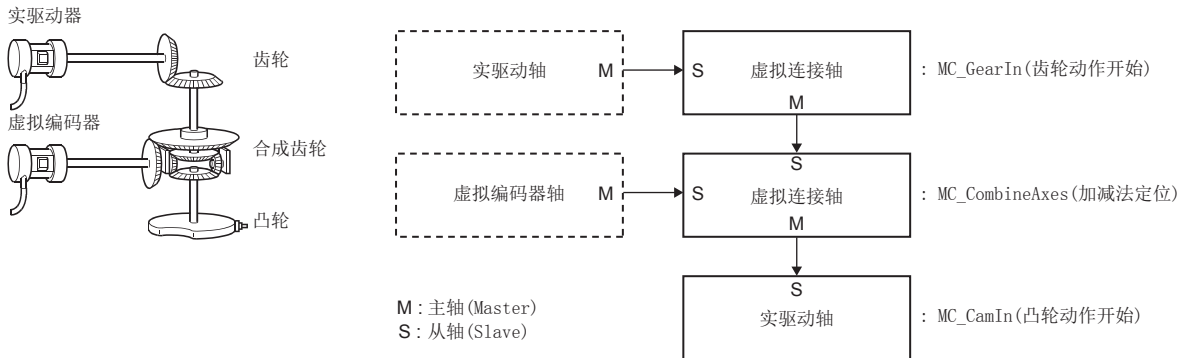 实驱动器
齿轮
虚拟编码器
合成齿轮
凸轮
实驱动轴 M
S 虚拟连接轴
M
: MC_GearIn(齿轮动作开始)
虚拟编码器轴 M
S
S 虚拟连接轴
M
: MC_CombineAxes(加减法定位)
S
实驱动轴
: MC_CamIn(凸轮动作开始)
M : 主轴(Master)
S : 从轴(Slave)